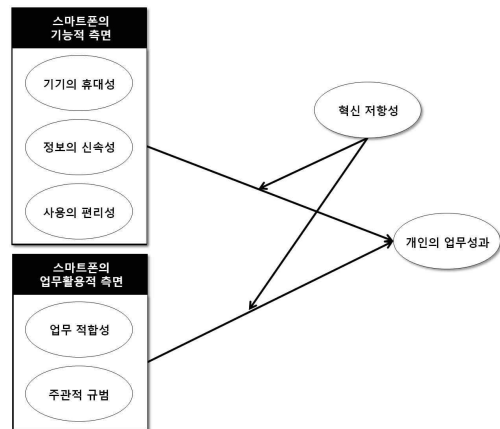 스마트폰의
기능적 측면
기기의 휴대성
정보의 신속성
사용의 편리성
혁신 저항성
개인의 업무성과
스마트폰의
업무활용적 측면
업무 적합성
주관적 규범